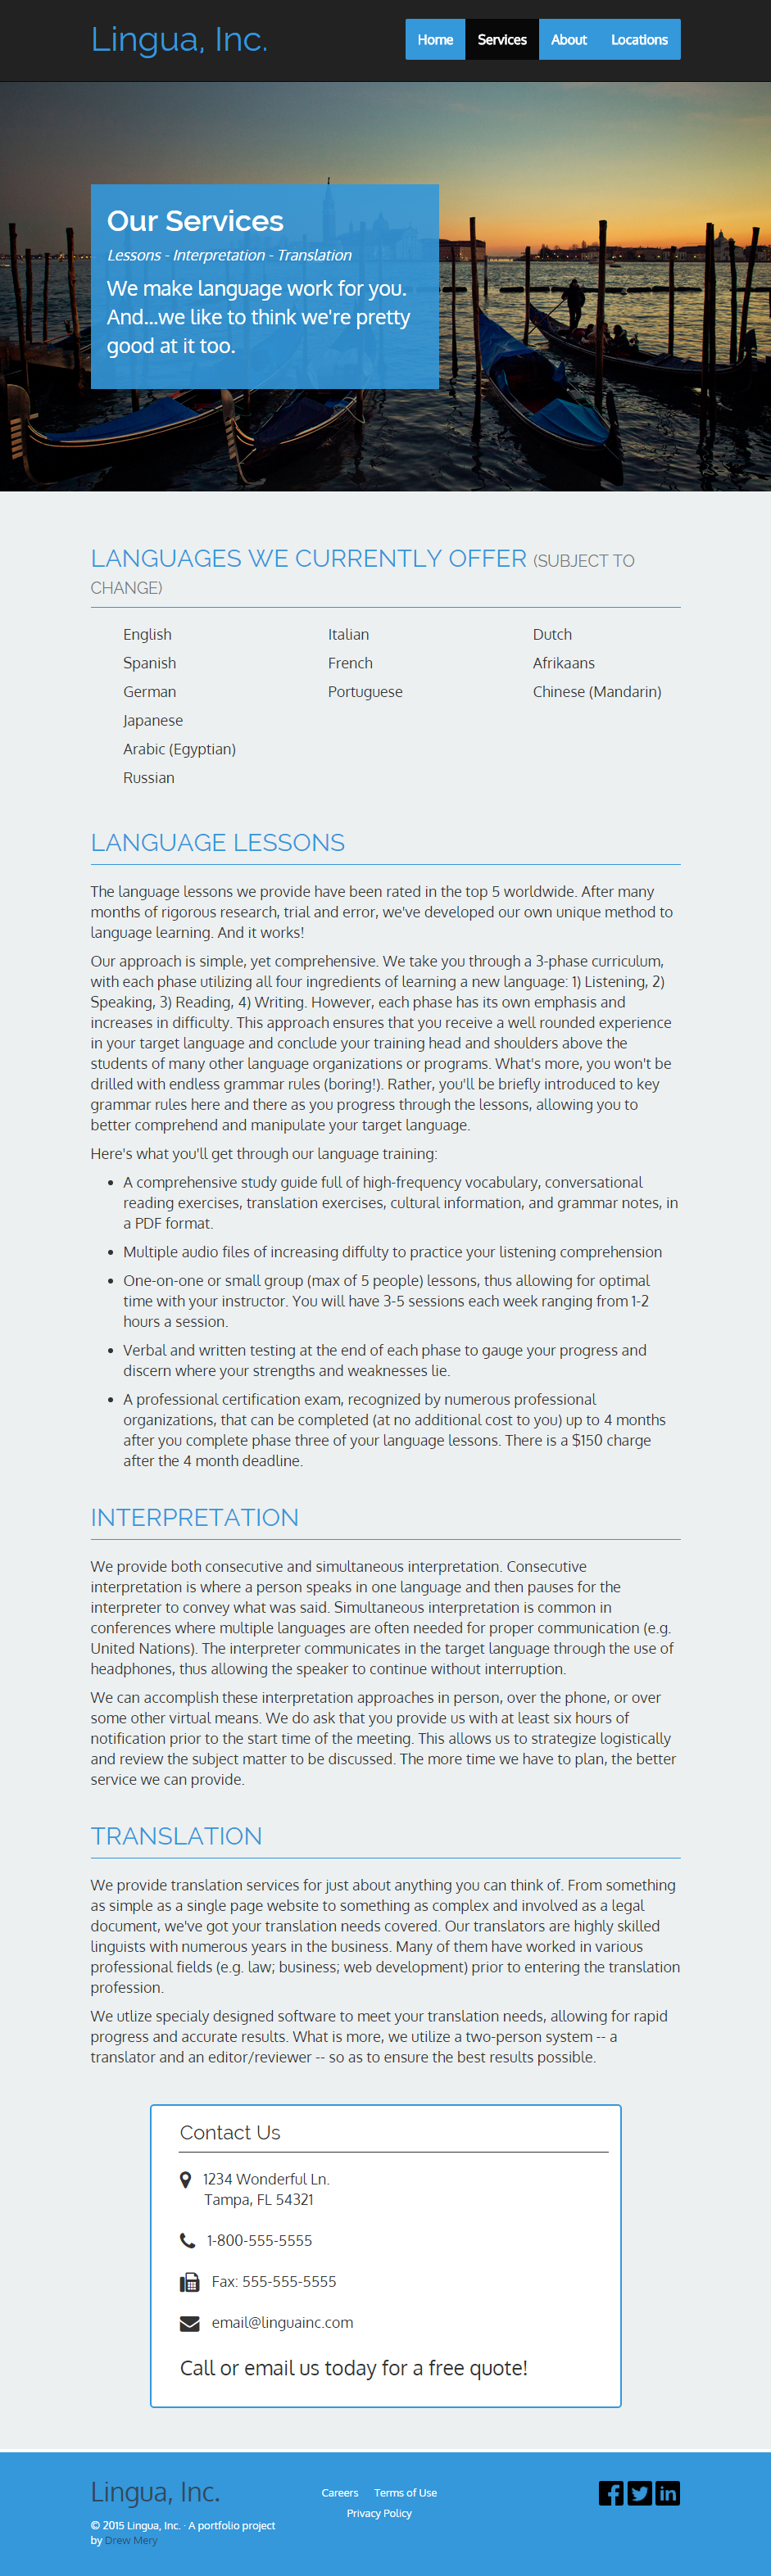 Lingua, Inc.
Home Services About Locations
Our Services
Lessons - Interpretation - Translation
We make language work for you.
And...we like to think we're pretty
good at it too.
LANGUAGES WE CURRENTLY OFFER (SUBJECT TO
CHANGE)
English Italian Dutch
Spanish French Afrikaans
German Portuguese Chinese (Mandarin)
Japanese
Arabic (Egyptian)
Russian
LANGUAGE LESSONS
The language lessons we provide have been rated in the top 5 worldwide. After many
months of rigorous research, trial and error, we've developed our own unique method to
language learning. And it works!
Our approach is simple, yet comprehensive. We take you through a 3-phase curriculum,
with each phase utilizing all four ingredients of learning a new language: 1) Listening, 2)
Speaking, 3) Reading, 4) Writing. However, each phase has its own emphasis and
increases in difficulty. This approach ensures that you receive a well rounded experience
in your target language and conclude your training head and shoulders above the
students of many other language organizations or programs. What's more, you won't be
drilled with endless grammar rules (boring!). Rather, you'll be briefly introduced to key
grammar rules here and there as you progress through the lessons, allowing you to
better comprehend and manipulate your target language.
Here's what you'll get through our language training:
• A comprehensive study guide full of high-frequency vocabulary, conversational
reading exercises, translation exercises, cultural information, and grammar notes, in
a PDF format.
• Multiple audio files of increasing diffulty to practice your listening comprehension
• One-on-one or small group (max of 5 people) lessons, thus allowing for optimal
time with your instructor. You will have 3-5 sessions each week ranging from 1-2
hours a session.
• Verbal and written testing at the end of each phase to gauge your progress and
discern where your strengths and weaknesses lie.
• A professional certification exam, recognized by numerous professional
organizations, that can be completed (at no additional cost to you) up to 4 months
after you complete phase three of your language lessons. There is a $150 charge
after the 4 month deadline.
INTERPRETATION
We provide both consecutive and simultaneous interpretation. Consecutive
interpretation is where a person speaks in one language and then pauses for the
interpreter to convey what was said. Simultaneous interpretation is common in
conferences where multiple languages are often needed for proper communication (e.g.
United Nations). The interpreter communicates in the target language through the use of
headphones, thus allowing the speaker to continue without interruption.
We can accomplish these interpretation approaches in person, over the phone, or over
some other virtual means. We do ask that you provide us with at least six hours of
notification prior to the start time of the meeting. This allows us to strategize logistically
and review the subject matter to be discussed. The more time we have to plan, the better
service we can provide.
TRANSLATION
We provide translation services for just about anything you can think of. From something
as simple as a single page website to something as complex and involved as a legal
document, we've got your translation needs covered. Our translators are highly skilled
linguists with numerous years in the business. Many of them have worked in various
professional fields (e.g. law; business; web development) prior to entering the translation
profession.
We utlize specialy designed software to meet your translation needs, allowing for rapid
progress and accurate results. What is more, we utilize a two-person system -- a
translator and an editor/reviewer -- so as to ensure the best results possible.
Contact Us
1234 Wonderful Ln.
Tampa, FL 54321
1-800-555-5555
Fax: 555-555-5555
email@linguainc.com
Call or email us today for a free quote!
Lingua, Inc.
© 2015 Lingua, Inc. · A portfolio project
by Drew Mery
Careers Terms of Use
Privacy Policy